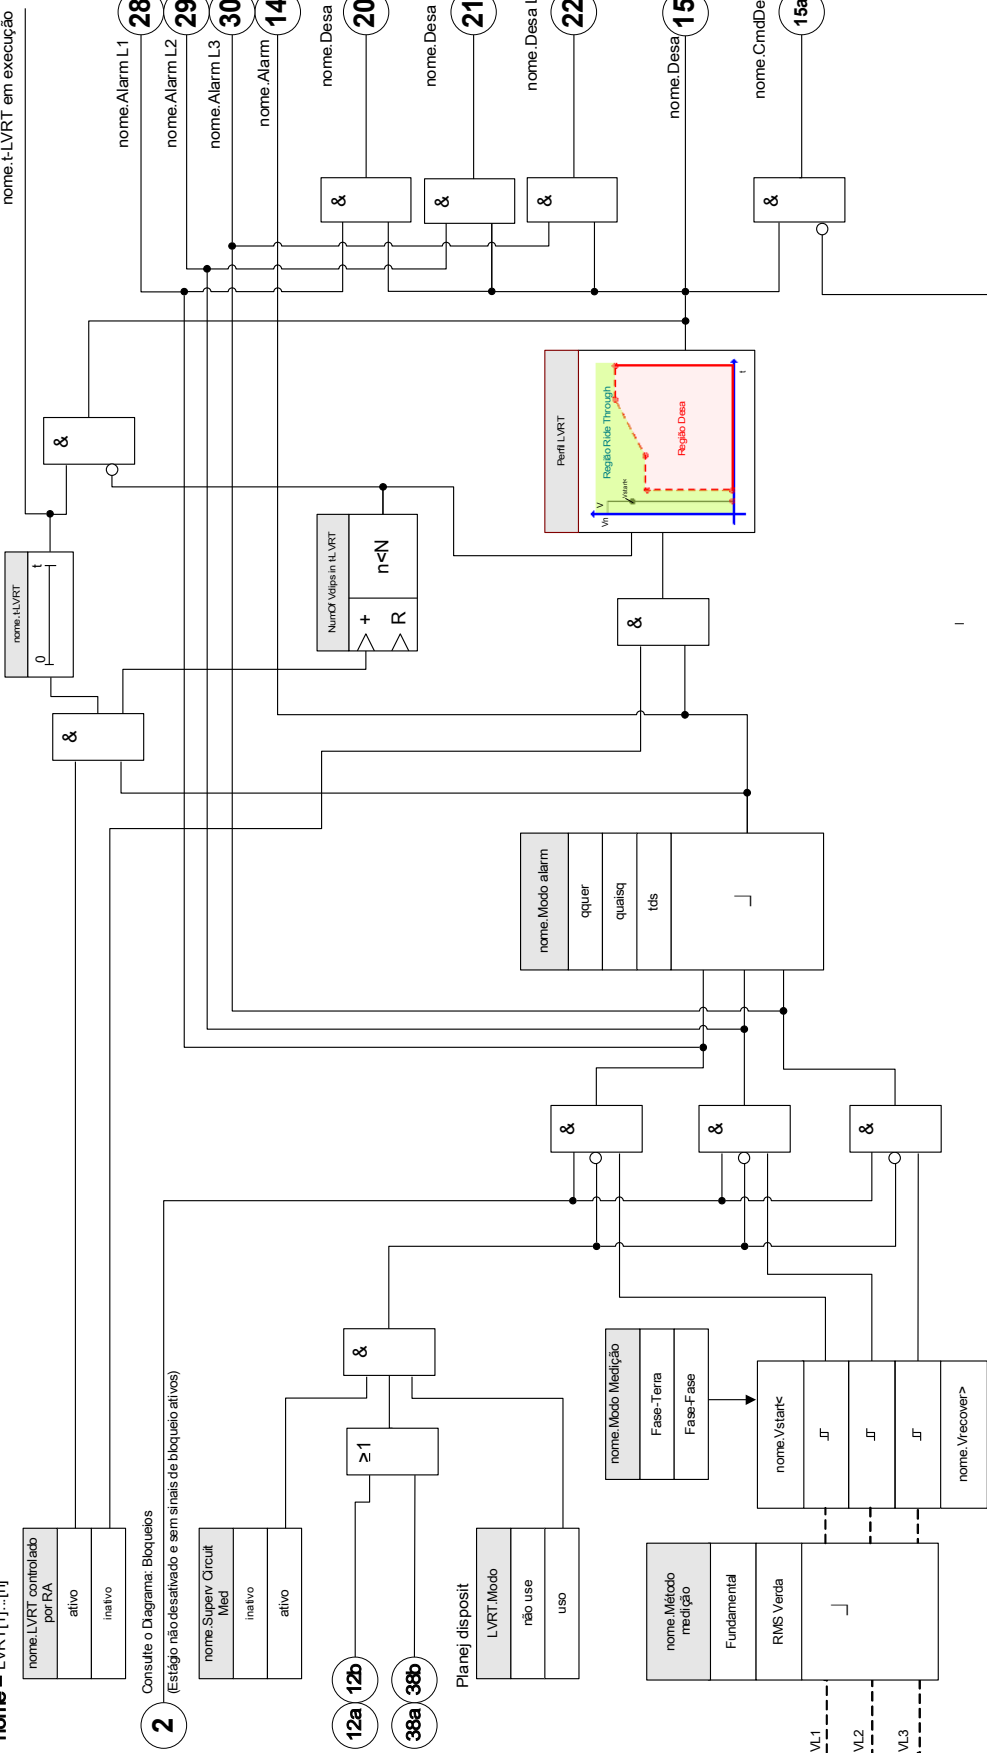 nome = LVRT[1]...[n]
nome.LVRT controlado
por RA
ativo
inativo
2
Consulte o Diagrama: Bloqueios
(Estágio não desativado e sem sinais de bloqueio ativos)
nome.Superv Circuit
Med
inativo
ativo
12a
12b
38a
38b
≥1
&
Planej disposit
LVRT.Modo
não use
uso
nome.Método
medição
Fundamental
RMS Verda
VL1
VL2
VL3
nome.Modo Medição
Fase-Terra
Fase-Fase
nome.Vstart<
nome.Vrecover>
&
&
&
nome.Modo alarm
qquer
quaisq
tds
&
nome.t-LVRT
0
t
&
NumOf Vdips in t-LVRT
+
R
n<N
&
Perfil LVRT
Região Ride Through
Região Desa
Vn
V
Vstart<
t
&
&
&
&
nome.t-LVRT em execução
nome.Alarm L1
28
nome.Alarm L2
29
nome.Alarm L3
30
nome.Alarm
14
nome.Desa
20
nome.Desa
21
nome.Desa L
22
nome.Desa
15
nome.CmdDe
15a